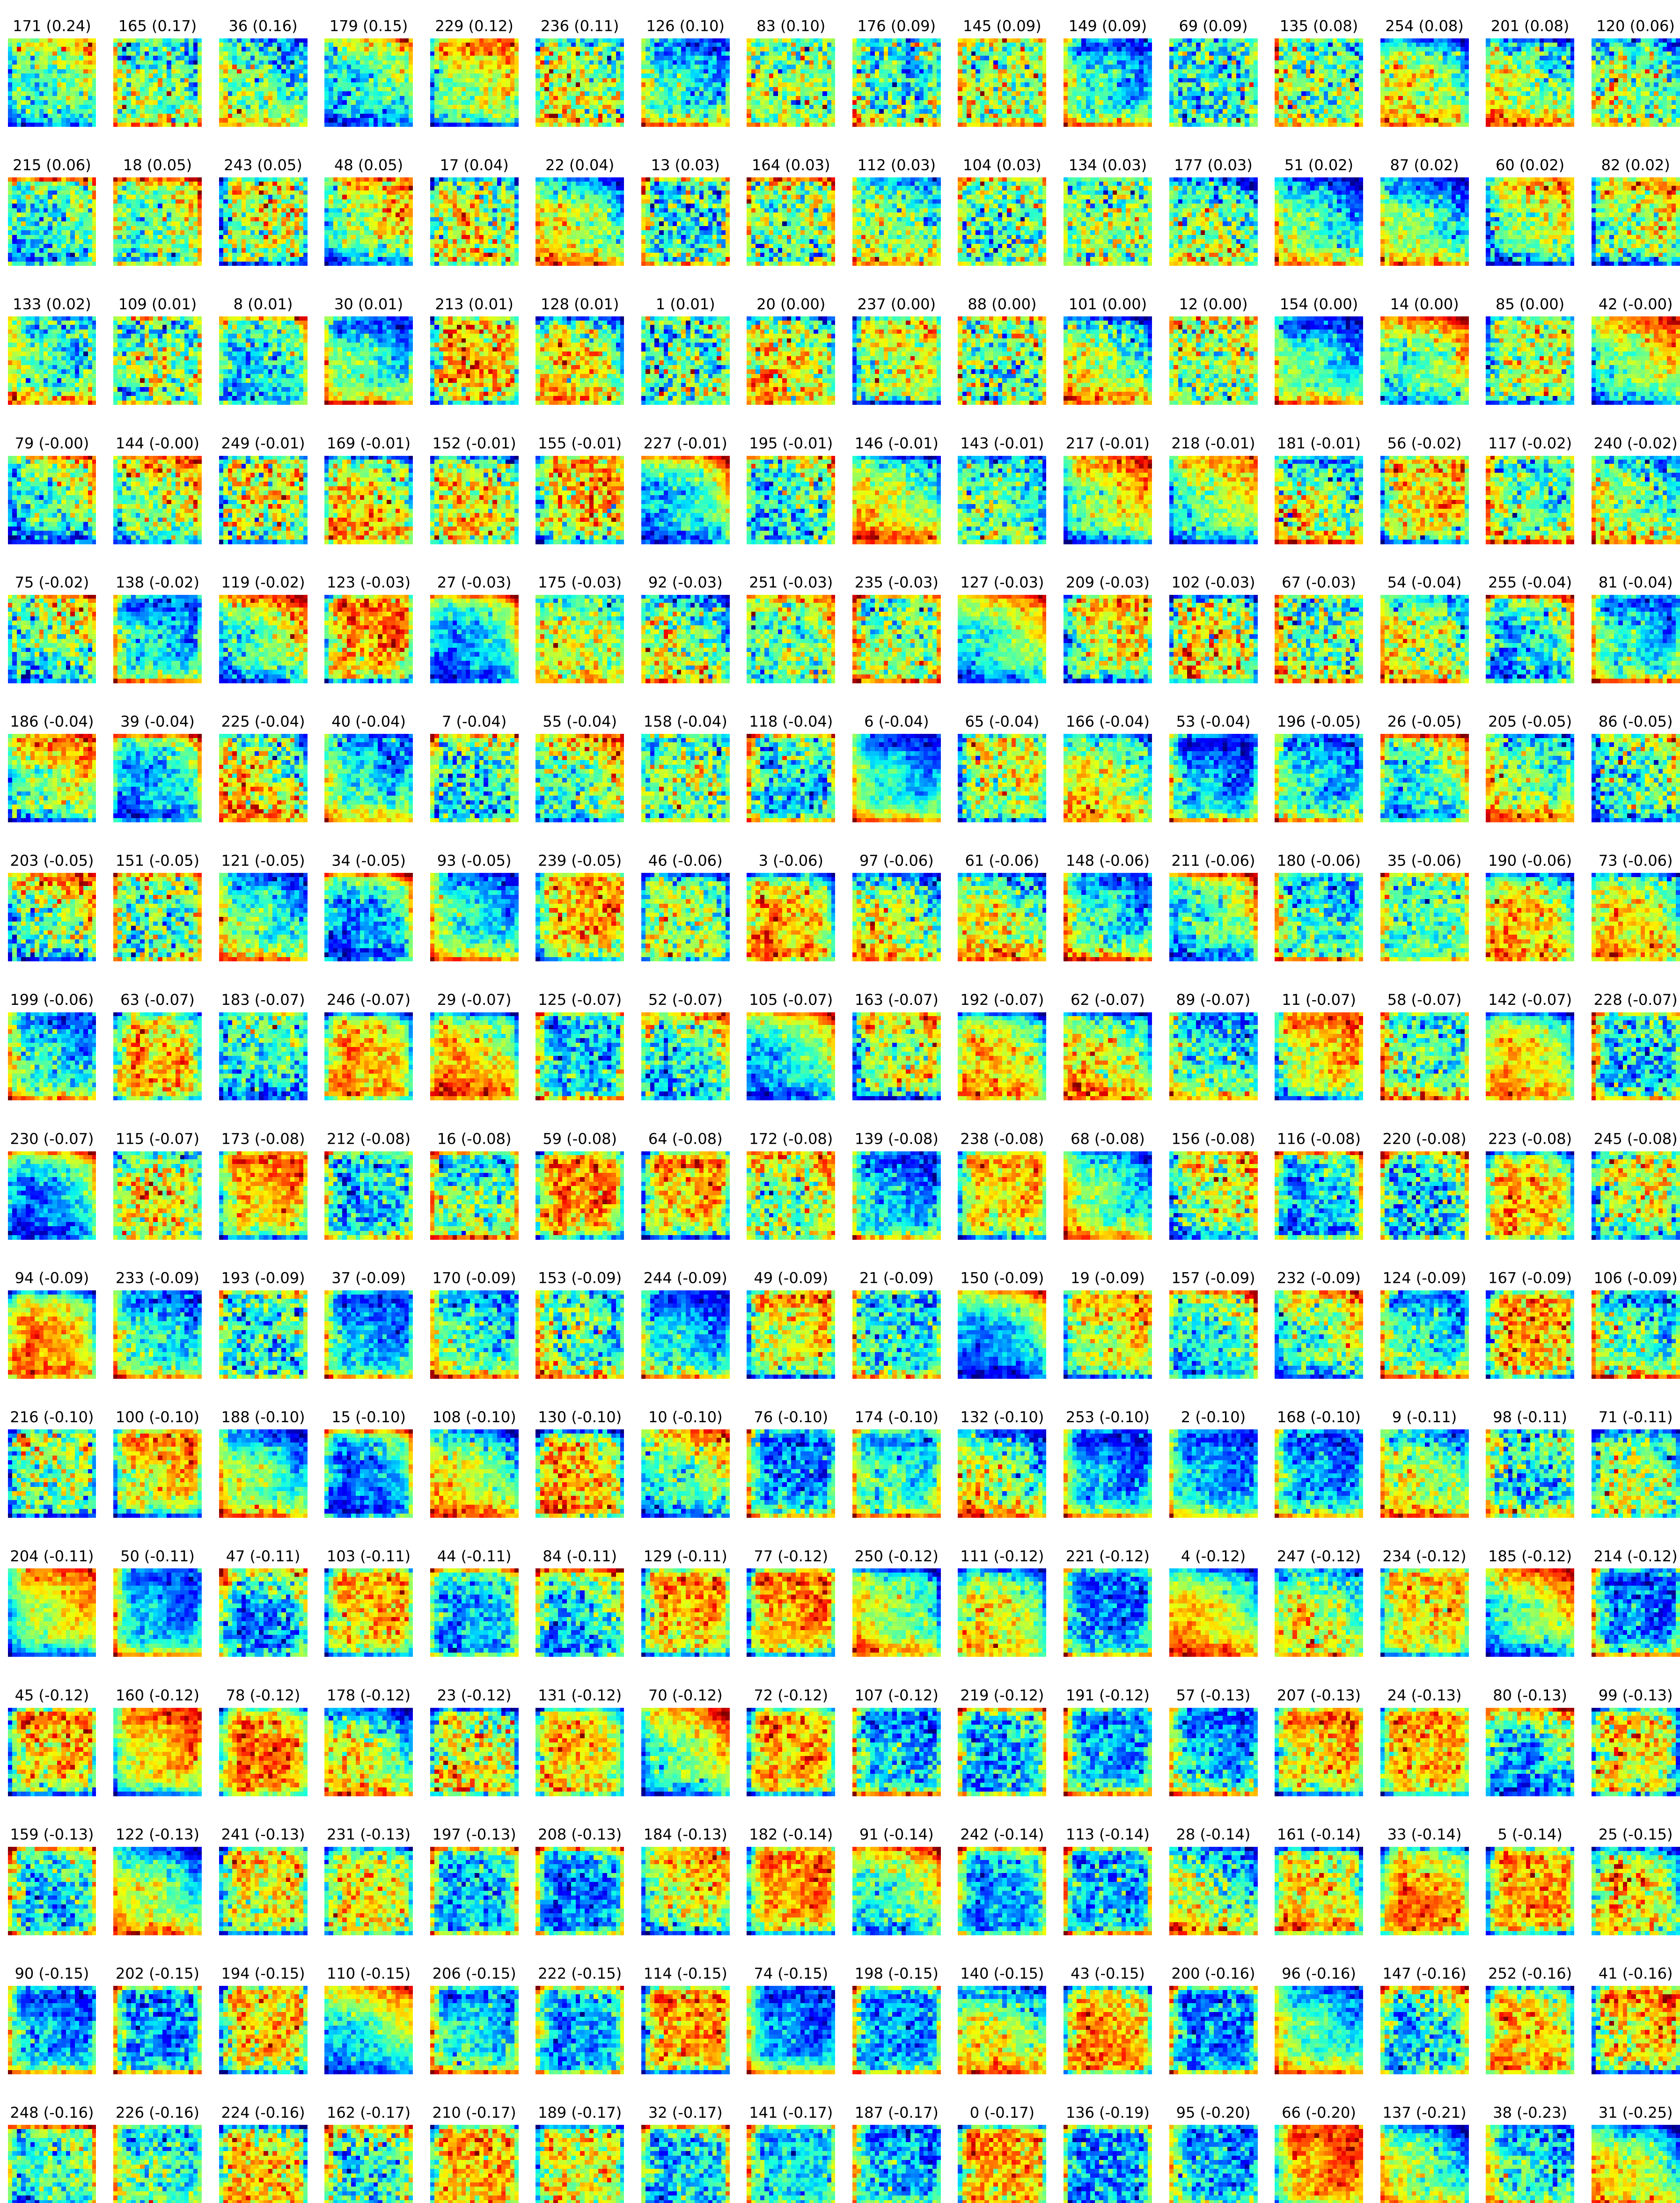 171 (0.24) 165 (0.17) 36 (0.16) 179 (0.15) 229 (0.12) 236 (0.11) 126 (0.10) 83 (0.10) 176 (0.09) 145 (0.09) 149 (0.09) 69 (0.09) 135 (0.08) 254 (0.08) 201 (0.08) 120 (0.06)
215 (0.06) 18 (0.05) 243 (0.05) 48 (0.05) 17 (0.04) 22 (0.04) 13 (0.03) 164 (0.03) 112 (0.03) 104 (0.03) 134 (0.03) 177 (0.03) 51 (0.02) 87 (0.02) 60 (0.02) 82 (0.02)
133 (0.02) 109 (0.01) 8 (0.01) 30 (0.01) 213 (0.01) 128 (0.01) 1 (0.01) 20 (0.00) 237 (0.00) 88 (0.00) 101 (0.00) 12 (0.00) 154 (0.00) 14 (0.00) 85 (0.00) 42 (-0.00)
79 (-0.00) 144 (-0.00) 249 (-0.01) 169 (-0.01) 152 (-0.01) 155 (-0.01) 227 (-0.01) 195 (-0.01) 146 (-0.01) 143 (-0.01) 217 (-0.01) 218 (-0.01) 181 (-0.01) 56 (-0.02) 117 (-0.02) 240 (-0.02)
75 (-0.02) 138 (-0.02) 119 (-0.02) 123 (-0.03) 27 (-0.03) 175 (-0.03) 92 (-0.03) 251 (-0.03) 235 (-0.03) 127 (-0.03) 209 (-0.03) 102 (-0.03) 67 (-0.03) 54 (-0.04) 255 (-0.04) 81 (-0.04)
186 (-0.04) 39 (-0.04) 225 (-0.04) 40 (-0.04) 7 (-0.04) 55 (-0.04) 158 (-0.04) 118 (-0.04) 6 (-0.04) 65 (-0.04) 166 (-0.04) 53 (-0.04) 196 (-0.05) 26 (-0.05) 205 (-0.05) 86 (-0.05)
203 (-0.05) 151 (-0.05) 121 (-0.05) 34 (-0.05) 93 (-0.05) 239 (-0.05) 46 (-0.06) 3 (-0.06) 97 (-0.06) 61 (-0.06) 148 (-0.06) 211 (-0.06) 180 (-0.06) 35 (-0.06) 190 (-0.06) 73 (-0.06)
199 (-0.06) 63 (-0.07) 183 (-0.07) 246 (-0.07) 29 (-0.07) 125 (-0.07) 52 (-0.07) 105 (-0.07) 163 (-0.07) 192 (-0.07) 62 (-0.07) 89 (-0.07) 11 (-0.07) 58 (-0.07) 142 (-0.07) 228 (-0.07)
230 (-0.07) 115 (-0.07) 173 (-0.08) 212 (-0.08) 16 (-0.08) 59 (-0.08) 64 (-0.08) 172 (-0.08) 139 (-0.08) 238 (-0.08) 68 (-0.08) 156 (-0.08) 116 (-0.08) 220 (-0.08) 223 (-0.08) 245 (-0.08)
94 (-0.09) 233 (-0.09) 193 (-0.09) 37 (-0.09) 170 (-0.09) 153 (-0.09) 244 (-0.09) 49 (-0.09) 21 (-0.09) 150 (-0.09) 19 (-0.09) 157 (-0.09) 232 (-0.09) 124 (-0.09) 167 (-0.09) 106 (-0.09)
216 (-0.10) 100 (-0.10) 188 (-0.10) 15 (-0.10) 108 (-0.10) 130 (-0.10) 10 (-0.10) 76 (-0.10) 174 (-0.10) 132 (-0.10) 253 (-0.10) 2 (-0.10) 168 (-0.10) 9 (-0.11) 98 (-0.11) 71 (-0.11)
204 (-0.11) 50 (-0.11) 47 (-0.11) 103 (-0.11) 44 (-0.11) 84 (-0.11) 129 (-0.11) 77 (-0.12) 250 (-0.12) 111 (-0.12) 221 (-0.12) 4 (-0.12) 247 (-0.12) 234 (-0.12) 185 (-0.12) 214 (-0.12)
45 (-0.12) 160 (-0.12) 78 (-0.12) 178 (-0.12) 23 (-0.12) 131 (-0.12) 70 (-0.12) 72 (-0.12) 107 (-0.12) 219 (-0.12) 191 (-0.12) 57 (-0.13) 207 (-0.13) 24 (-0.13) 80 (-0.13) 99 (-0.13)
159 (-0.13) 122 (-0.13) 241 (-0.13) 231 (-0.13) 197 (-0.13) 208 (-0.13) 184 (-0.13) 182 (-0.14) 91 (-0.14) 242 (-0.14) 113 (-0.14) 28 (-0.14) 161 (-0.14) 33 (-0.14) 5 (-0.14) 25 (-0.15)
90 (-0.15) 202 (-0.15) 194 (-0.15) 110 (-0.15) 206 (-0.15) 222 (-0.15) 114 (-0.15) 74 (-0.15) 198 (-0.15) 140 (-0.15) 43 (-0.15) 200 (-0.16) 96 (-0.16) 147 (-0.16) 252 (-0.16) 41 (-0.16)
248 (-0.16) 226 (-0.16) 224 (-0.16) 162 (-0.17) 210 (-0.17) 189 (-0.17) 32 (-0.17) 141 (-0.17) 187 (-0.17) 0 (-0.17) 136 (-0.19) 95 (-0.20) 66 (-0.20) 137 (-0.21) 38 (-0.23) 31 (-0.25)